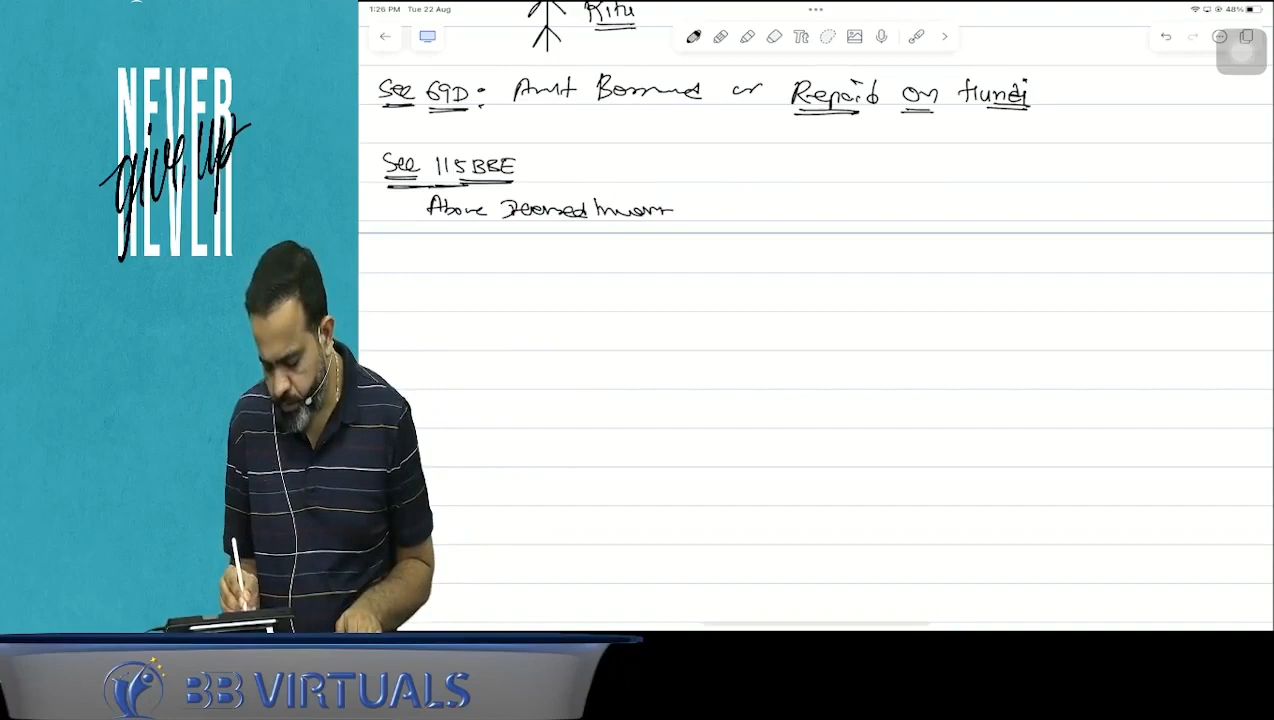 1:26 PM Tue 22 Aug
48%
Ritu
NEVER
give up
NEVER
Sec 69D: Amt Borrowed or Repaid on Hundi
Sec 115BBE
Above Deemed Income
BB VIRTUALS